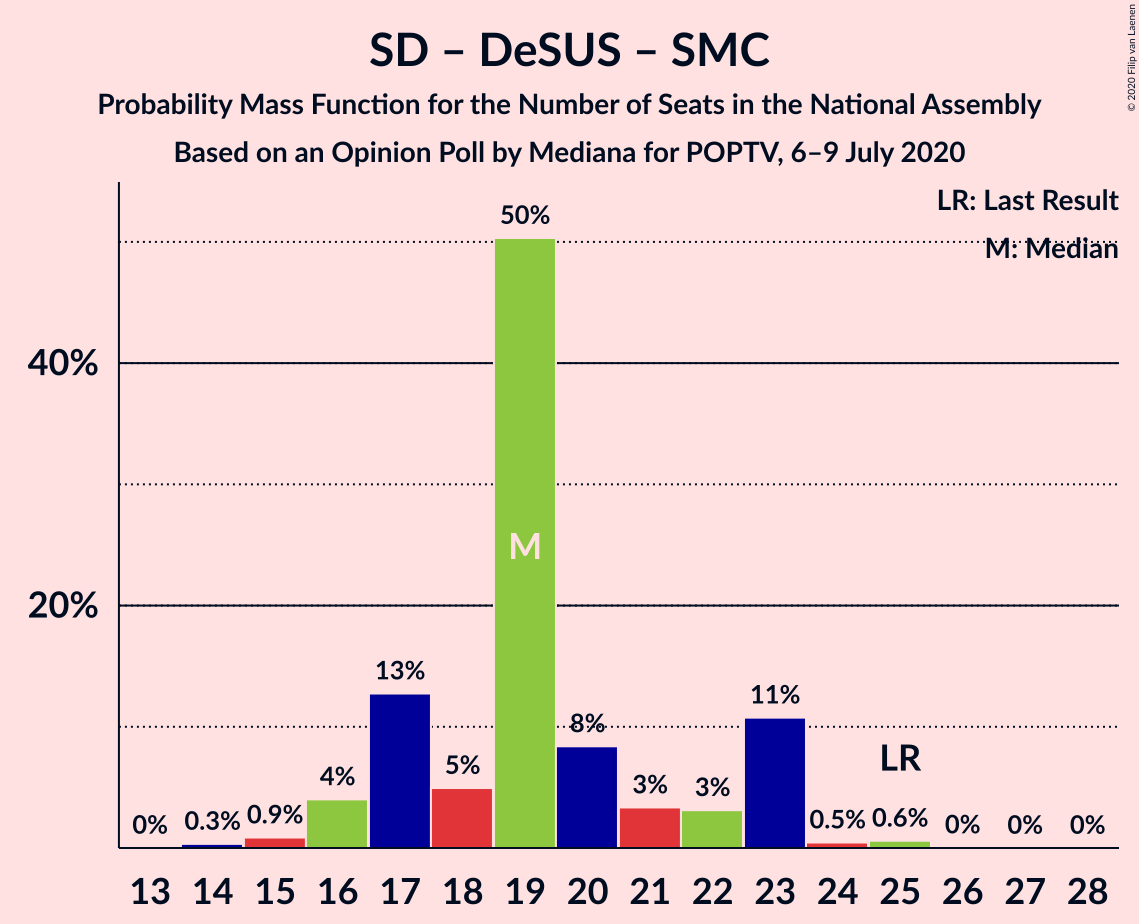 SD – DeSUS – SMC
Probability Mass Function for the Number of Seats in the National Assembly
Based on an Opinion Poll by Mediana for POPTV, 6–9 July 2020
© 2020 Filip van Laenen
LR: Last Result
M: Median
40%
20%
0%
0.3%
0.9%
4%
13%
5%
50%
8%
3%
3%
11%
0.5%
0.6%
0%
0%
0%
M
LR
13 14 15 16 17 18 19 20 21 22 23 24 25 26 27 28